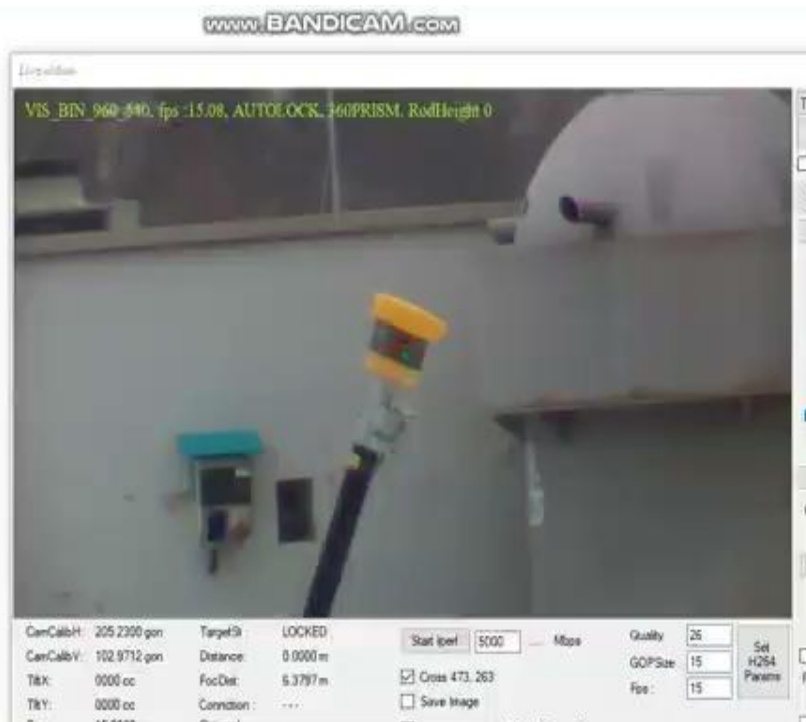 www.BANDICAM.com
VIS_BIN_960_540, fps :15.08, AUTOLOCK, 360PRISM, RodHeight 0
CamCalibH: 205.2300 gon TargetSt : LOCKED Start Iperf 5000 Mbps Quality 26 Set H264 Params
CamCalibV: 102.9712 gon Distance: 0.0000 m GOPSize 15
TiltX: 0000 cc FocDist: 6.3797 m Cross 473, 263 Fps : 15
TiltY: 0000 cc Correction : --- Save Image